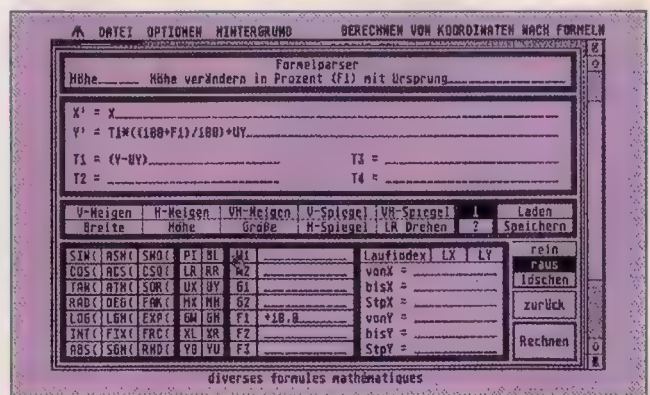 DATEI OPTIONEN HINTERGRUND BERECHNEN VON KOORDINATEN NACH FORMELN
Formelparser
Höhe Höhe verändern in Prozent (F1) mit Ursprung
X' = X
Y' = T1*((100+F1)/100)+UY
T1 = (Y-UY) T3 =
T2 = T4 =
V-Neigen H-Neigen VH-Neigen V-Spiegel VH-Spiegel 1 Laden
Breite Höhe Größe H-Spiegel LR Drehen ? Speichern
SIN( ASN( PI BL W1 Laufindex LX LY rein
COS( ACS( CSQ( LR RR W2 vonX = raus
TAN( ATN( SQR( UX UY G1 bisX = löschen
RAD( DEG( FAK( MX MH G2 StpX = zurück
LOG( LGN( EXP( GW GH F1 +10.0 vonY =
INT( FIX( FRC( XL XR F2 bisY = Rechnen
ABS( SGN( RND( YO YU F3 StpY =
diverses formules mathématiques